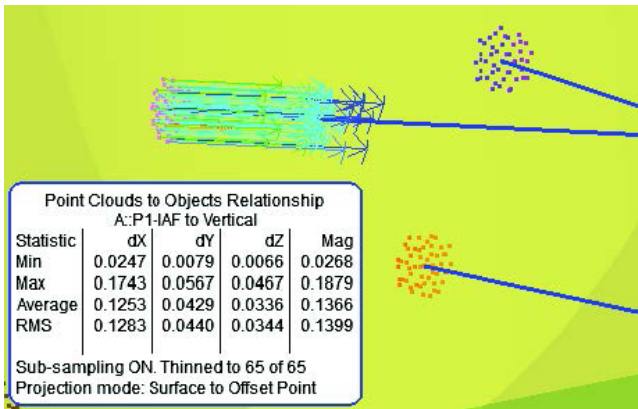 Point Clouds to Objects Relationship
A::P1-IAF to Vertical
Statistic dX dY dZ Mag
Min 0.0247 0.0079 0.0066 0.0268
Max 0.1743 0.0567 0.0467 0.1879
Average 0.1253 0.0429 0.0336 0.1366
RMS 0.1283 0.0440 0.0344 0.1399
Sub-sampling ON. Thinned to 65 of 65
Projection mode: Surface to Offset Point